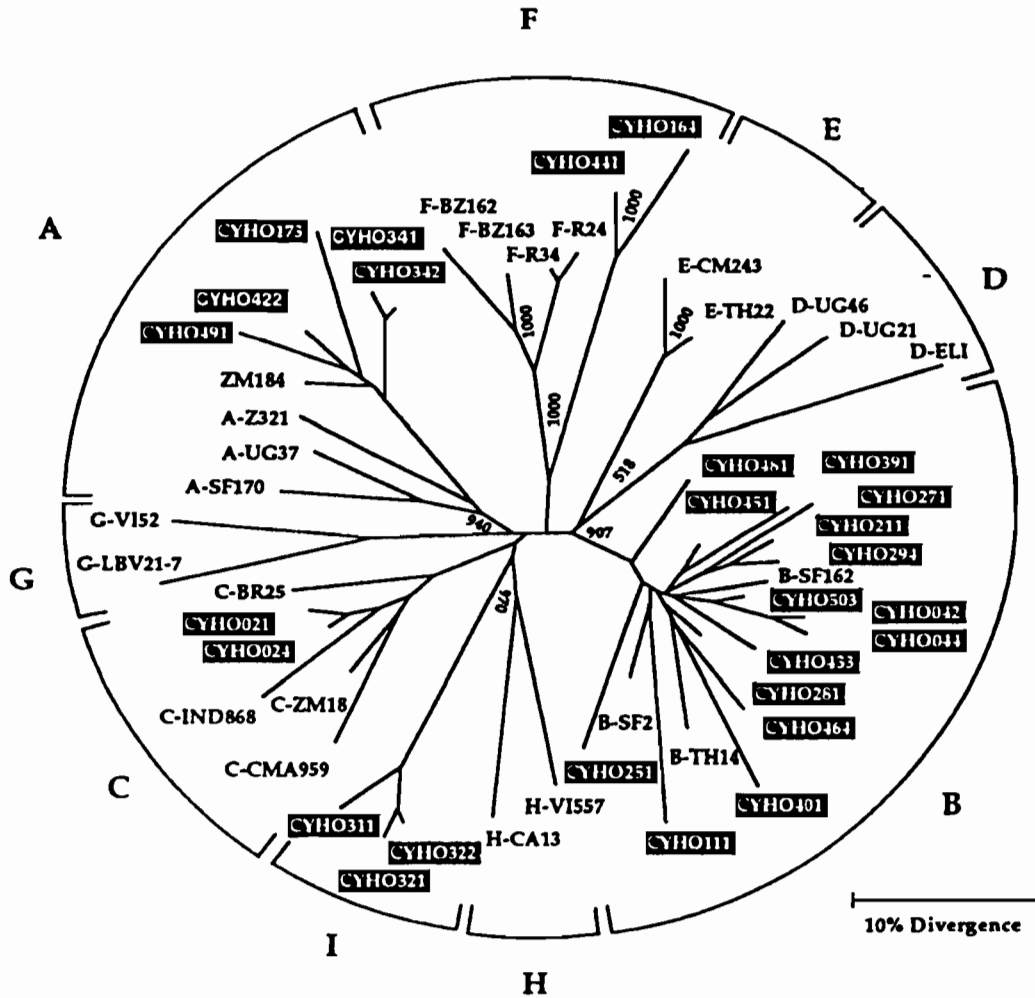 F
CYHO164
E
CYHO441
1000
F-BZ162
A
F-BZ163
F-R24
CYHO173
CYHO341
F-R34
E-CM243
CYHO342
D
E-TH22
D-UG46
CYHO422
1000
D-UG21
CYHO491
1000
D-ELI
ZM184
1000
A-Z321
CYHO481
CYHO391
A-UG37
518
CYHO451
CYHO271
A-SF170
CYHO211
G-VI52
940
907
CYHO294
G-LBV21-7
B-SF162
G
C-BR25
CYHO503
970
CYHO042
CYHO021
CYHO044
CYHO024
CYHO433
C-IND868
C-ZM18
CYHO281
B-SF2
CYHO464
B-TH14
C-CMA959
CYHO251
C
H-VI557
CYHO401
B
CYHO311
H-CA13
CYHO111
CYHO322
CYHO321
10% Divergence
I
H